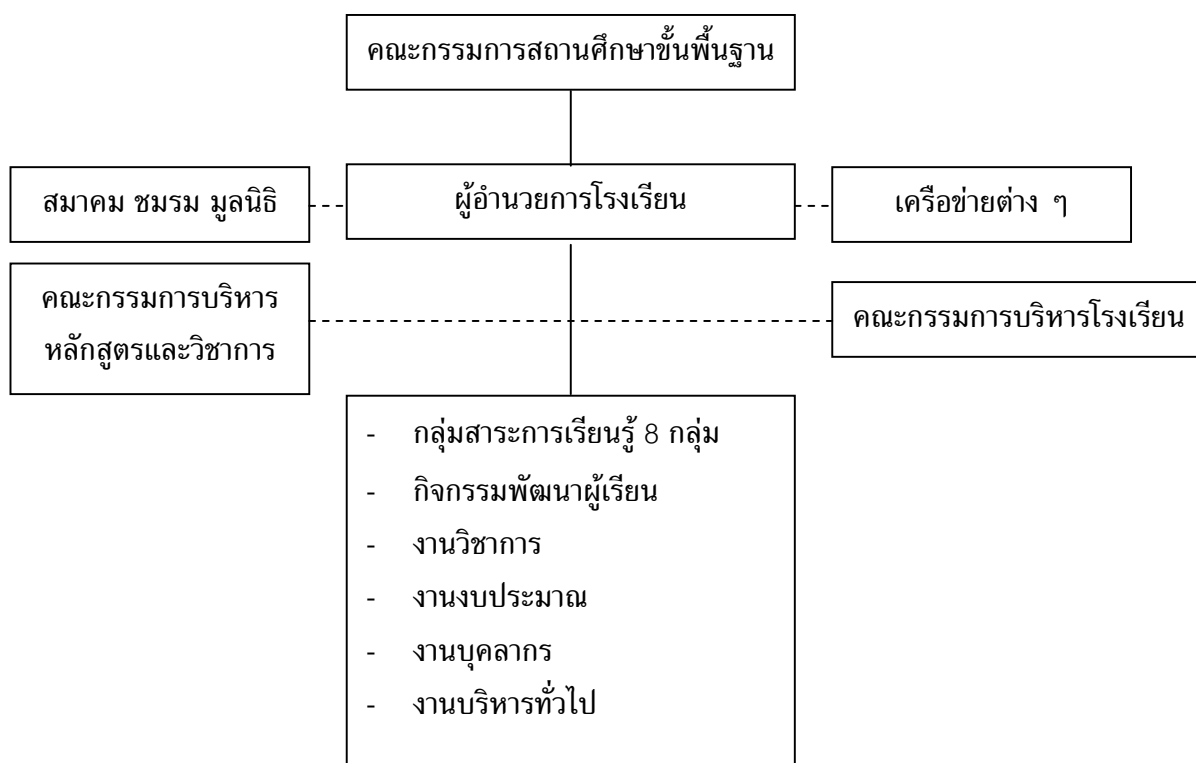 คณะกรรมการสถานศึกษาขั้นพื้นฐาน
สมาคม ชมรม มูลนิธิ
ผู้อำนวยการโรงเรียน
เครือข่ายต่าง ๆ
คณะกรรมการบริหาร
หลักสูตรและวิชาการ
คณะกรรมการบริหารโรงเรียน
- กลุ่มสาระการเรียนรู้ 8 กลุ่ม
- กิจกรรมพัฒนาผู้เรียน
- งานวิชาการ
- งานงบประมาณ
- งานบุคลากร
- งานบริหารทั่วไป